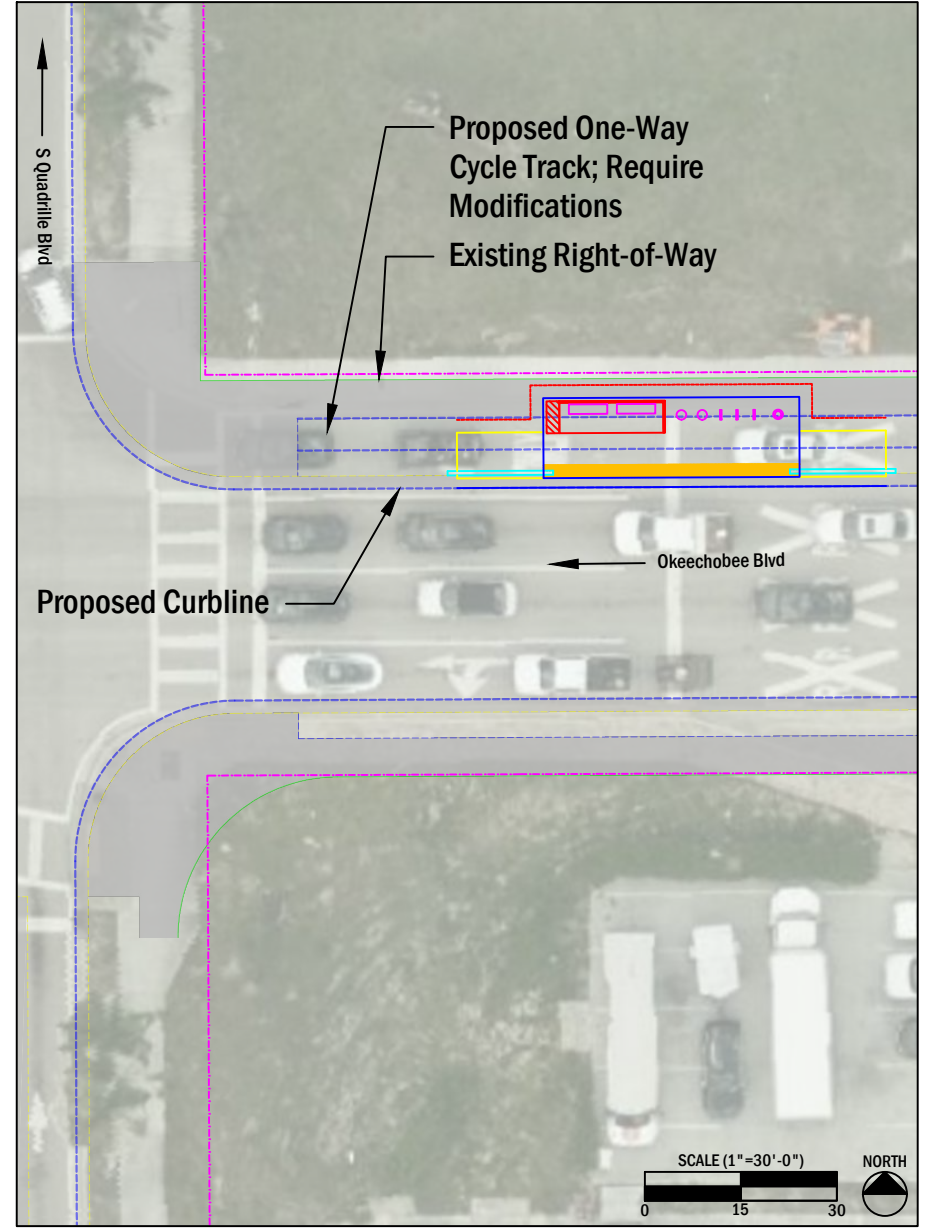 S Quadrille Blvd
Proposed One-Way
Cycle Track; Require
Modifications
Existing Right-of-Way
Okeechobee Blvd
Proposed Curbline
SCALE (1"=30'-0")
NORTH
0 15 30